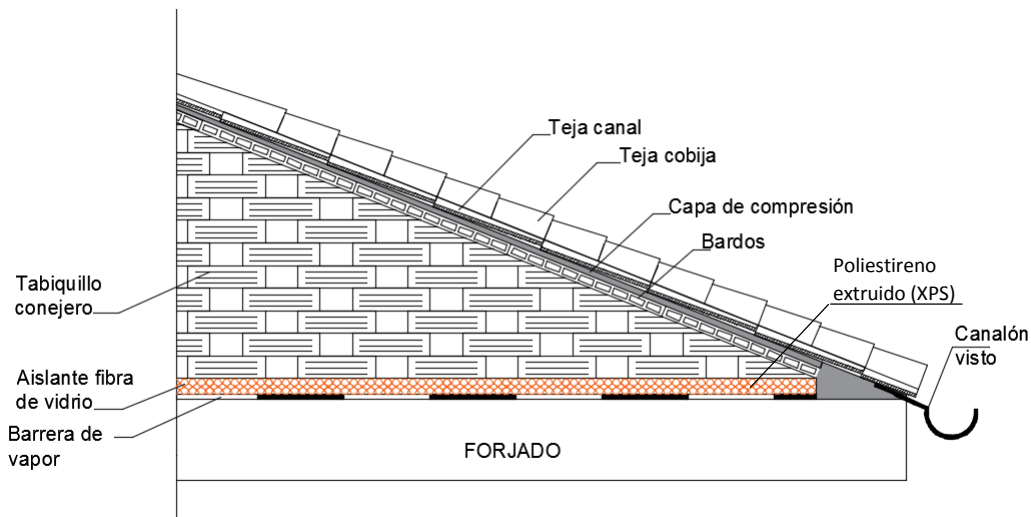 Teja canal
Teja cobija
Capa de compresión
Bardos
Poliestireno
extruido (XPS)
Canalón
visto
Tabiquillo
conejero
Aislante fibra
de vidrio
Barrera de
vapor
FORJADO